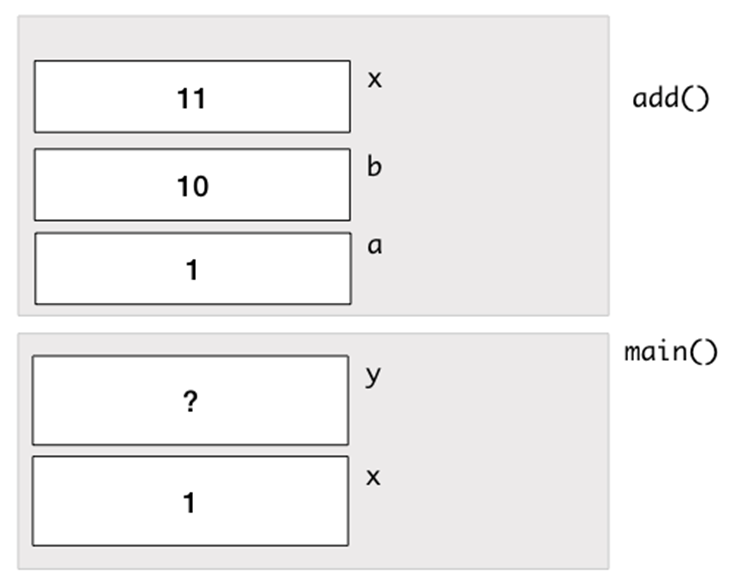 11 x
add()
10 b
1 a
main()
? y
1 x